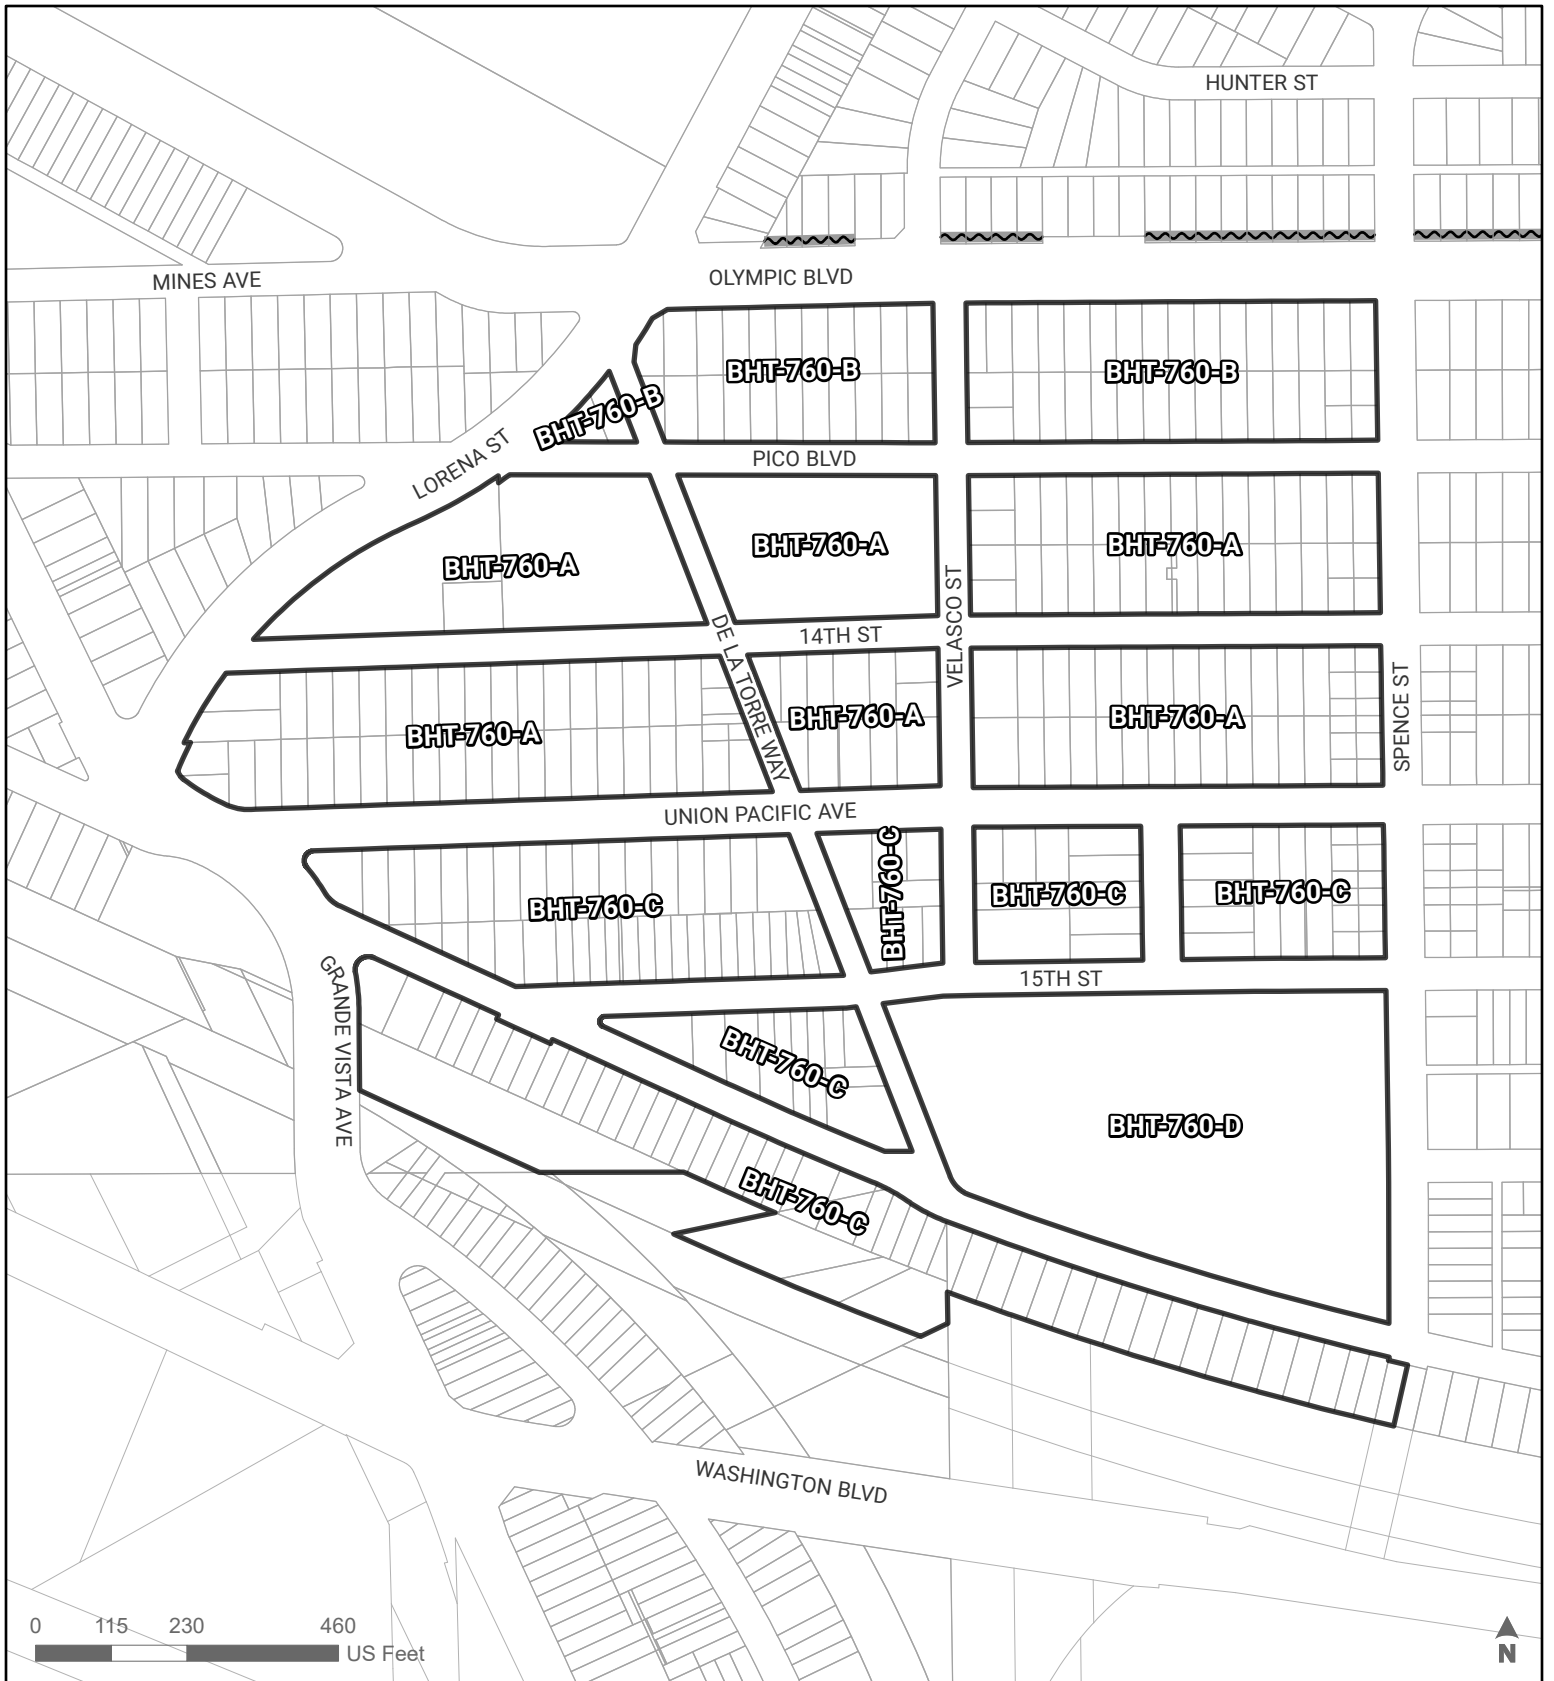 HUNTER ST
OLYMPIC BLVD
MINES AVE
BHT-760-B
BHT-760-B
BHT-760-B
LORENA ST
PICO BLVD
BHT-760-A
BHT-760-A
BHT-760-A
VELASCO ST
14TH ST
DE LA TORRE WAY
SPENCE ST
BHT-760-A
BHT-760-A
BHT-760-A
UNION PACIFIC AVE
BHT-760-C
BHT-760-C
BHT-760-C
BHT-760-C
15TH ST
GRANDE VISTA AVE
BHT-760-C
BHT-760-D
BHT-760-C
WASHINGTON BLVD
0 115 230 460
US Feet
N